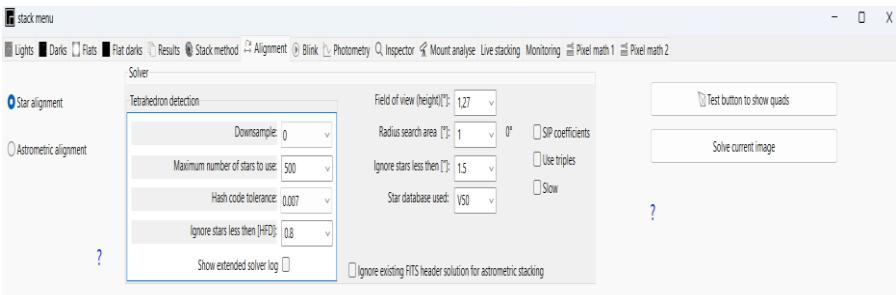 stack menu
Lights Darks Flats Flat darks Results Stack method Alignment Blink Photometry Inspector Mount analyse Live stacking Monitoring Pixel math 1 Pixel math 2
Solver
Star alignment
Astrometric alignment
?
Tetrahedron detection
Downsample: 0
Maximum number of stars to use: 500
Hash code tolerance: 0.007
Ignore stars less then [HFD]: 0.8
Show extended solver log
Field of view (height)[°]: 1,27
Radius search area [°]: 1 0°
Ignore stars less then ["]: 1.5
Star database used: V50
SIP coefficients
Use triples
Slow
Ignore existing FITS header solution for astrometric stacking
Test button to show quads
Solve current image
?